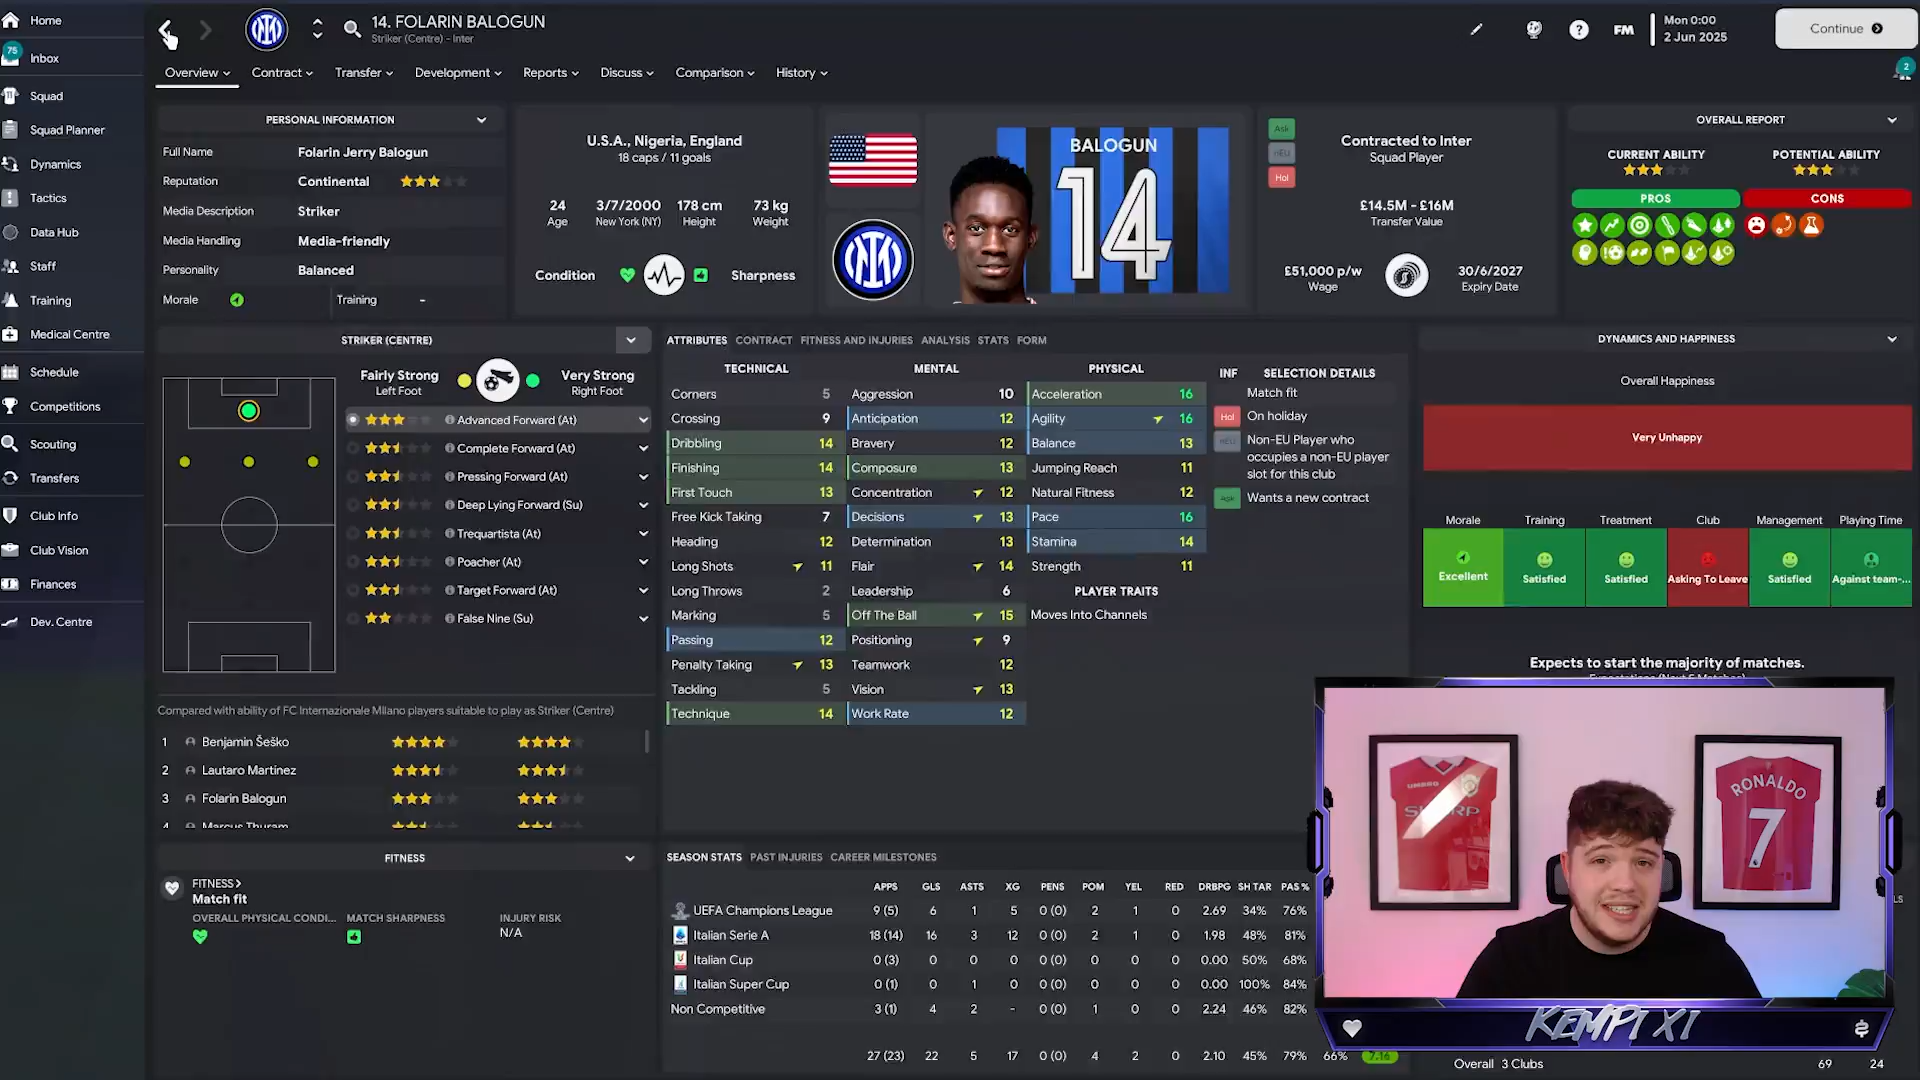 Home
75
Inbox
Squad
Squad Planner
Dynamics
Tactics
Data Hub
Staff
Training
Medical Centre
Schedule
Competitions
Scouting
Transfers
Club Info
Club Vision
Finances
Dev. Centre
14. FOLARIN BALOGUN
Striker (Centre) - Inter
FM
Mon 0:00
2 Jun 2025
Continue
2
Overview Contract Transfer Development Reports Discuss Comparison History
PERSONAL INFORMATION
Full Name Folarin Jerry Balogun
Reputation Continental
Media Description Striker
Media Handling Media-friendly
Personality Balanced
Morale Training -
U.S.A., Nigeria, England
18 caps / 11 goals
24 3/7/2000 178 cm 73 kg
Age New York (NY) Height Weight
Condition Sharpness
BALOGUN
14
Ask
Hol
Contracted to Inter
Squad Player
£14.5M - £16M
Transfer Value
£51,000 p/w 30/6/2027
Wage Expiry Date
OVERALL REPORT
CURRENT ABILITY POTENTIAL ABILITY
PROS CONS
STRIKER (CENTRE)
Fairly Strong Very Strong
Left Foot Right Foot
Advanced Forward (At)
Complete Forward (At)
Pressing Forward (At)
Deep Lying Forward (Su)
Trequartista (At)
Poacher (At)
Target Forward (At)
False Nine (Su)
Compared with ability of FC Internazionale Milano players suitable to play as Striker (Centre)
1 Benjamin Šeško
2 Lautaro Martínez
3 Folarin Balogun
4 Marcus Thuram
FITNESS
FITNESS>
Match fit
OVERALL PHYSICAL CONDI... MATCH SHARPNESS INJURY RISK
N/A
ATTRIBUTES CONTRACT FITNESS AND INJURIES ANALYSIS STATS FORM
TECHNICAL MENTAL PHYSICAL
Corners 5 Aggression 10 Acceleration 16
Crossing 9 Anticipation 12 Agility 16
Dribbling 14 Bravery 12 Balance 13
Finishing 14 Composure 13 Jumping Reach 11
First Touch 13 Concentration 12 Natural Fitness 12
Free Kick Taking 7 Decisions 13 Pace 16
Heading 12 Determination 13 Stamina 14
Long Shots 11 Flair 14 Strength 11
Long Throws 2 Leadership 6 PLAYER TRAITS
Marking 5 Off The Ball 15 Moves Into Channels
Passing 12 Positioning 9
Penalty Taking 13 Teamwork 12
Tackling 5 Vision 13
Technique 14 Work Rate 12
INF SELECTION DETAILS
Match fit
Hol On holiday
Non-EU Player who
occupies a non-EU player
slot for this club
Ask Wants a new contract
DYNAMICS AND HAPPINESS
Overall Happiness
Very Unhappy
Morale Training Treatment Club Management Playing Time
Excellent Satisfied Satisfied Asking To Leave Satisfied Against team-...
Expects to start the majority of matches.
SEASON STATS PAST INJURIES CAREER MILESTONES
APPS GLS ASTS XG PENS POM YEL RED DRBPG SH TAR PAS %
UEFA Champions League 9 (5) 6 1 5 0 (0) 2 1 0 2.69 34% 76%
Italian Serie A 18 (14) 16 3 12 0 (0) 2 1 0 1.98 48% 81%
Italian Cup 0 (3) 0 0 0 0 (0) 0 0 0 0.00 50% 68%
Italian Super Cup 0 (1) 0 1 0 0 (0) 0 0 0 0.00 100% 84%
Non Competitive 3 (1) 4 2 - 0 (0) 1 0 0 2.24 46% 82%
27 (23) 22 5 17 0 (0) 4 2 0 2.10 45% 79% 66% 7.16
UMBRO
SHARP
RONALDO
7
KEMPI XI
Overall 3 Clubs 69 24